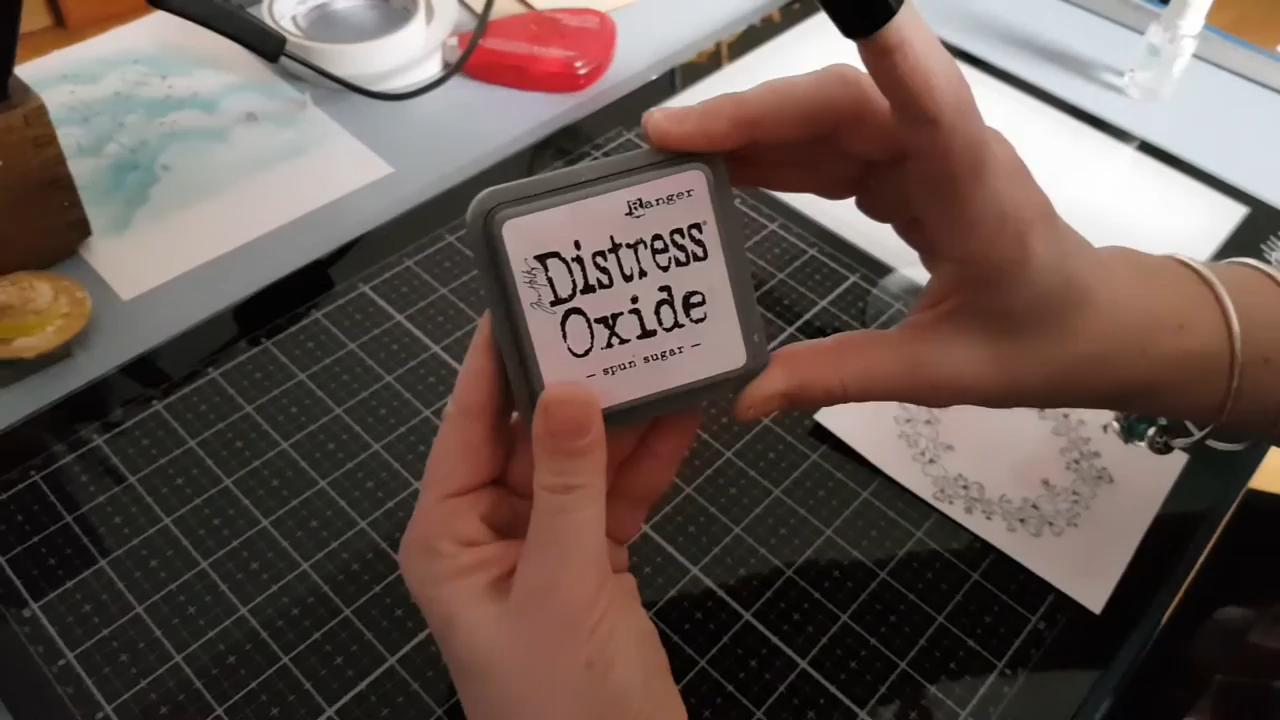 Ranger
Distress®
Oxide
– spun sugar –